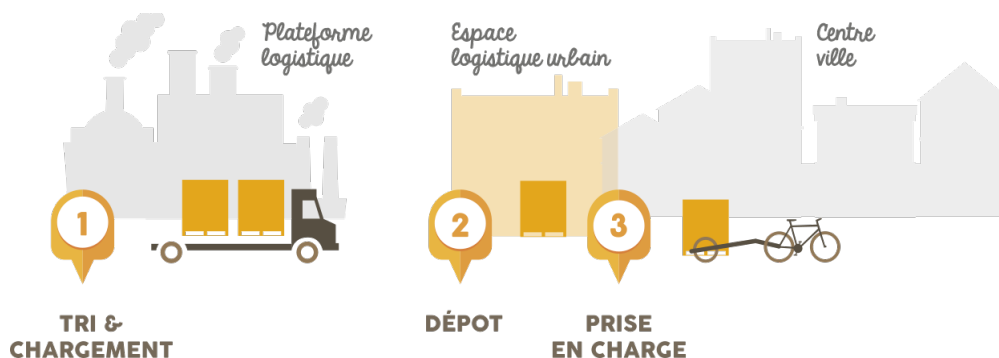 Plateforme
logistique
Espace
logistique urbain
Centre
ville
1
2
3
TRI &
CHARGEMENT
DÉPOT
PRISE
EN CHARGE